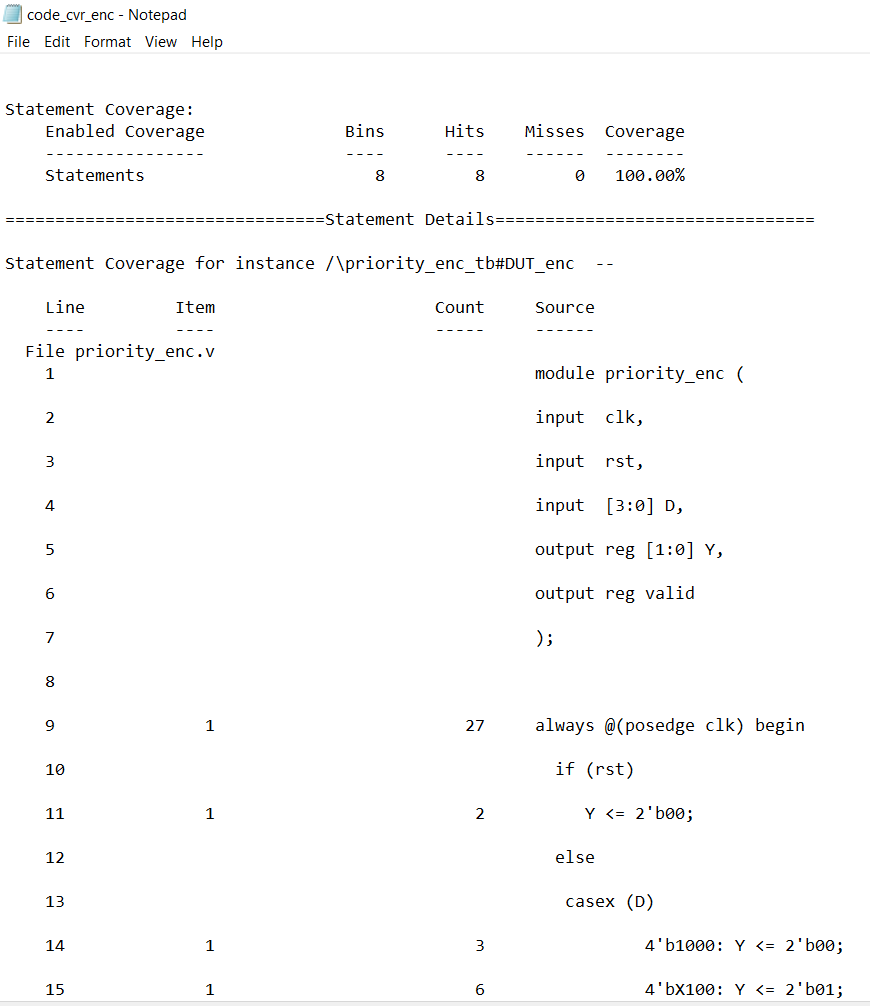 code_cvr_enc - Notepad
File Edit Format View Help
Statement Coverage:
    Enabled Coverage              Bins      Hits    Misses  Coverage
    ----------------              ----      ----    ------  --------
    Statements                       8         8         0   100.00%
================================Statement Details================================
Statement Coverage for instance /\priority_enc_tb#DUT_enc  --
    Line         Item                      Count     Source
    ----         ----                      -----     ------
  File priority_enc.v
    1                                                module priority_enc (
    2                                                input  clk,
    3                                                input  rst,
    4                                                input  [3:0] D,
    5                                                output reg [1:0] Y,
    6                                                output reg valid
    7                                                );
    8
    9               1                         27     always @(posedge clk) begin
    10                                                 if (rst)
    11              1                          2          Y <= 2'b00;
    12                                                 else
    13                                                  casex (D)
    14              1                          3                4'b1000: Y <= 2'b00;
    15              1                          6                4'bX100: Y <= 2'b01;